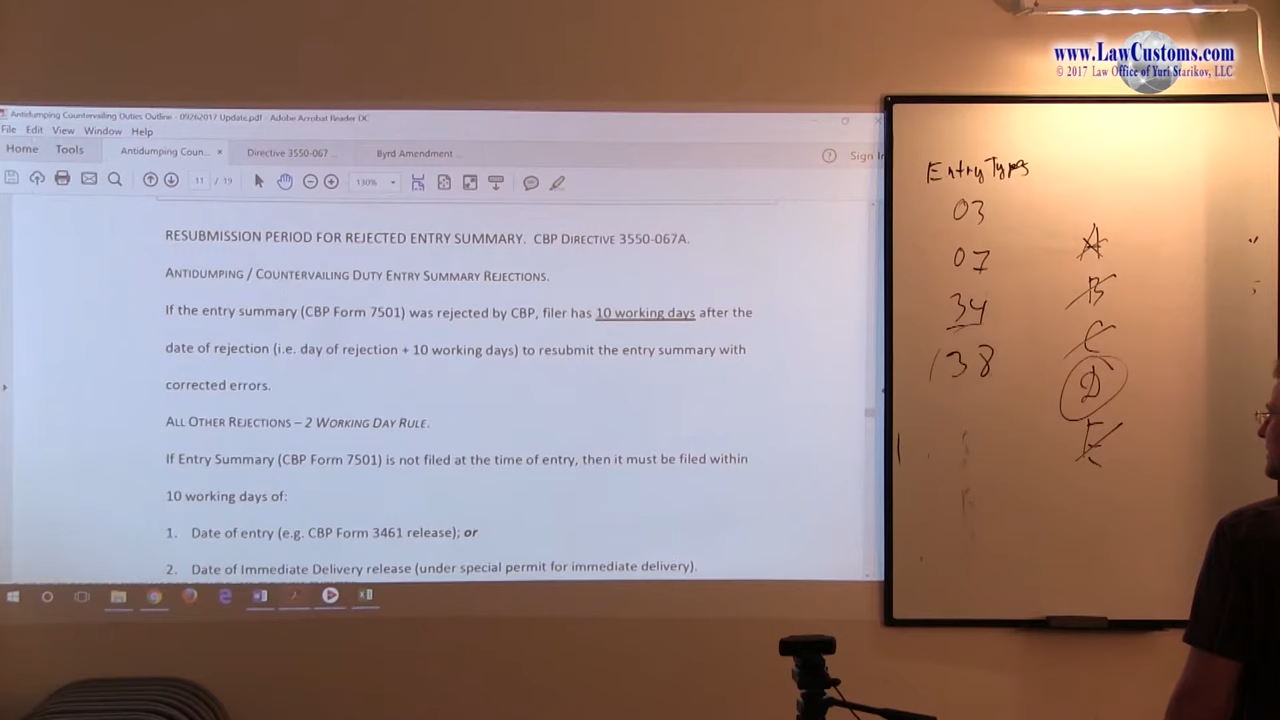 www.LawCustoms.com
© 2017 Law Office of Yuri Starikov, LLC
Antidumping Countervailing Duties Outline - 09262017 Update.pdf - Adobe Acrobat Reader DC
File Edit View Window Help
Home Tools Antidumping Coun... × Directive 3550-067 ... Byrd Amendment ... Sign In
11 / 19 130%
RESUBMISSION PERIOD FOR REJECTED ENTRY SUMMARY. CBP DIRECTIVE 3550-067A.
ANTIDUMPING / COUNTERVAILING DUTY ENTRY SUMMARY REJECTIONS.
If the entry summary (CBP Form 7501) was rejected by CBP, filer has 10 working days after the
date of rejection (i.e. day of rejection + 10 working days) to resubmit the entry summary with
corrected errors.
ALL OTHER REJECTIONS – 2 WORKING DAY RULE.
If Entry Summary (CBP Form 7501) is not filed at the time of entry, then it must be filed within
10 working days of:
1. Date of entry (e.g. CBP Form 3461 release); or
2. Date of Immediate Delivery release (under special permit for immediate delivery).
Entry Types
03
07
34
38
A
B
C
D
E